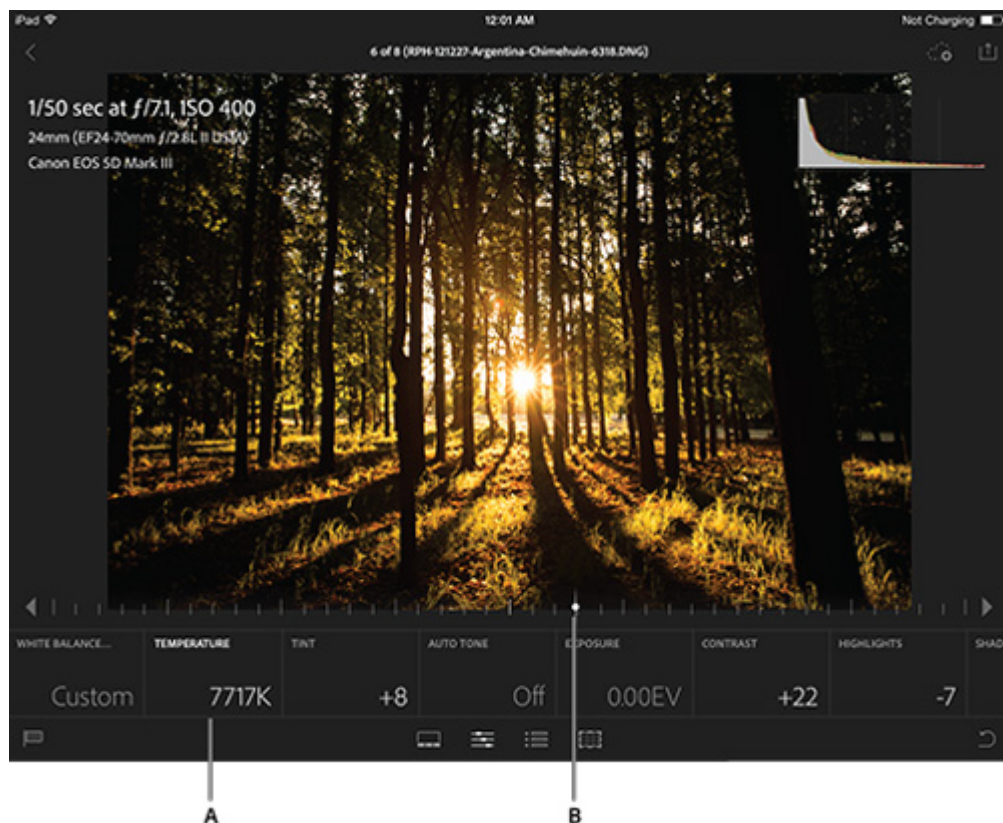 iPad 12:01 AM Not Charging
6 of 8 (RPH-121227-Argentina-Chimehuin-6318.DNG)
1/50 sec at ƒ/7.1, ISO 400
24mm (EF24-70mm ƒ/2.8L II USM)
Canon EOS 5D Mark III
WHITE BALANCE... TEMPERATURE TINT AUTO TONE EXPOSURE CONTRAST HIGHLIGHTS SHAD
Custom 7717K +8 Off 0.00EV +22 -7
A B